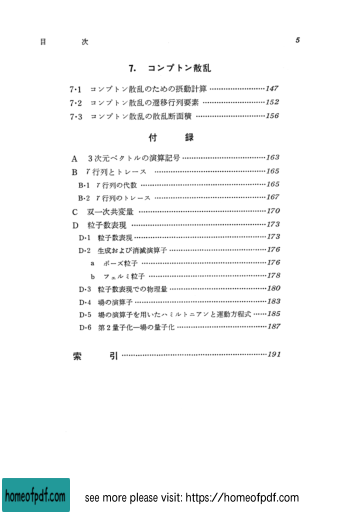 目 次 5
7. コンプトン散乱
7・1 コンプトン散乱のための摂動計算 ……………………147
7・2 コンプトン散乱の遷移行列要素 ……………………152
7・3 コンプトン散乱の散乱断面積 ……………………156
付 録
A 3次元ベクトルの演算記号……………………163
B γ行列とトレース ……………………165
B・1 γ行列の代数 ……………………165
B・2 γ行列のトレース ……………………167
C 双一次共変量 ……………………170
D 粒子数表現 ……………………173
D・1 粒子数表現……………………173
D・2 生成および消滅演算子……………………176
a ボーズ粒子 ……………………176
b フェルミ粒子 ……………………178
D・3 粒子数表現での物理量……………………180
D・4 場の演算子……………………183
D・5 場の演算子を用いたハミルトニアンと運動方程式 ……185
D・6 第2量子化—場の量子化 ……………………187
索 引……………………191
homeofpdf.com
see more please visit: https://homeofpdf.com